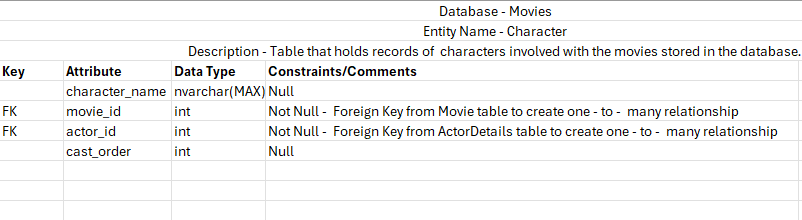 Database - Movies
Entity Name - Character
Description - Table that holds records of characters involved with the movies stored in the database.
Key Attribute Data Type Constraints/Comments
character_name nvarchar(MAX) Null
FK movie_id int Not Null - Foreign Key from Movie table to create one - to - many relationship
FK actor_id int Not Null - Foreign Key from ActorDetails table to create one - to - many relationship
cast_order int Null